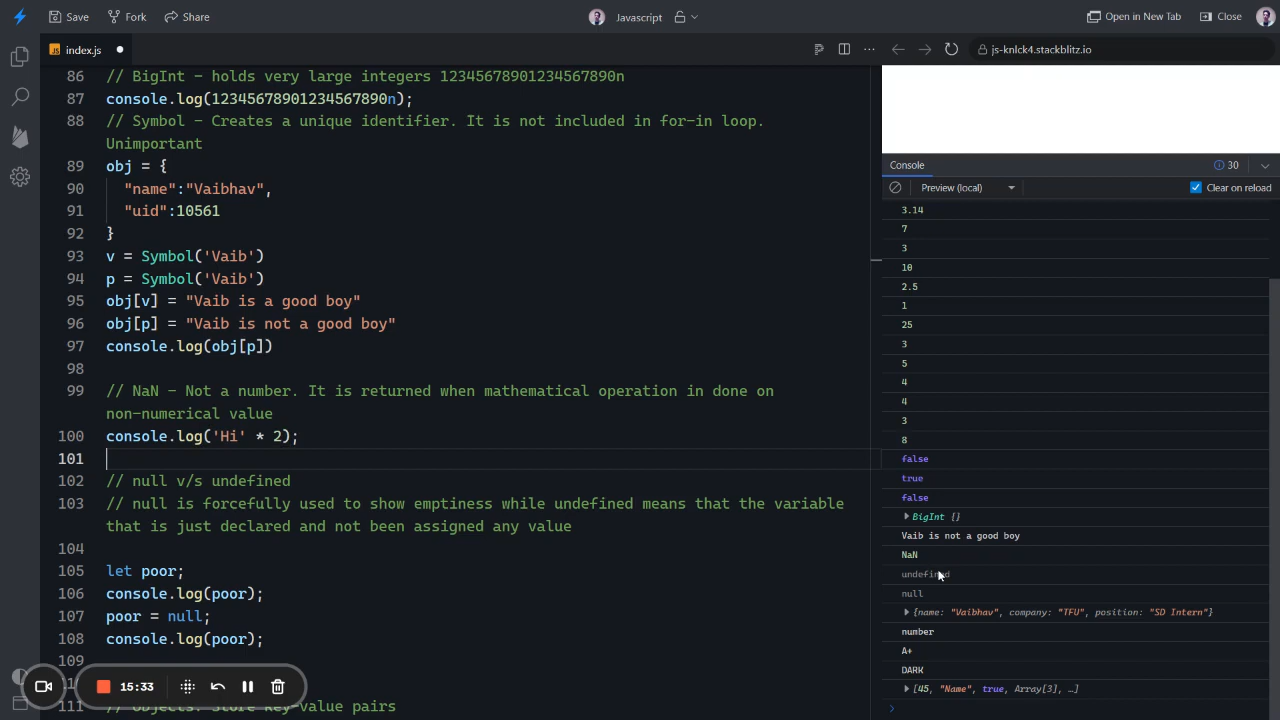 Save Fork Share Javascript Open in New Tab Close
JS index.js js-knlck4.stackblitz.io
86 // BigInt - holds very large integers 12345678901234567890n
87 console.log(12345678901234567890n);
88 // Symbol - Creates a unique identifier. It is not included in for-in loop.
Unimportant
89 obj = {
90 "name":"Vaibhav",
91 "uid":10561
92 }
93 v = Symbol('Vaib')
94 p = Symbol('Vaib')
95 obj[v] = "Vaib is a good boy"
96 obj[p] = "Vaib is not a good boy"
97 console.log(obj[p])
98
99 // NaN - Not a number. It is returned when mathematical operation in done on
non-numerical value
100 console.log('Hi' * 2);
101
102 // null v/s undefined
103 // null is forcefully used to show emptiness while undefined means that the variable
that is just declared and not been assigned any value
104
105 let poor;
106 console.log(poor);
107 poor = null;
108 console.log(poor);
109
111 // Objects: Store key-value pairs
15:33
Console 30
Preview (local) Clear on reload
3.14
7
3
10
2.5
1
25
3
5
4
4
3
8
false
true
false
BigInt {}
Vaib is not a good boy
NaN
undefined
null
{name: "Vaibhav", company: "TFU", position: "SD Intern"}
number
A+
DARK
[45, "Name", true, Array[3], …]